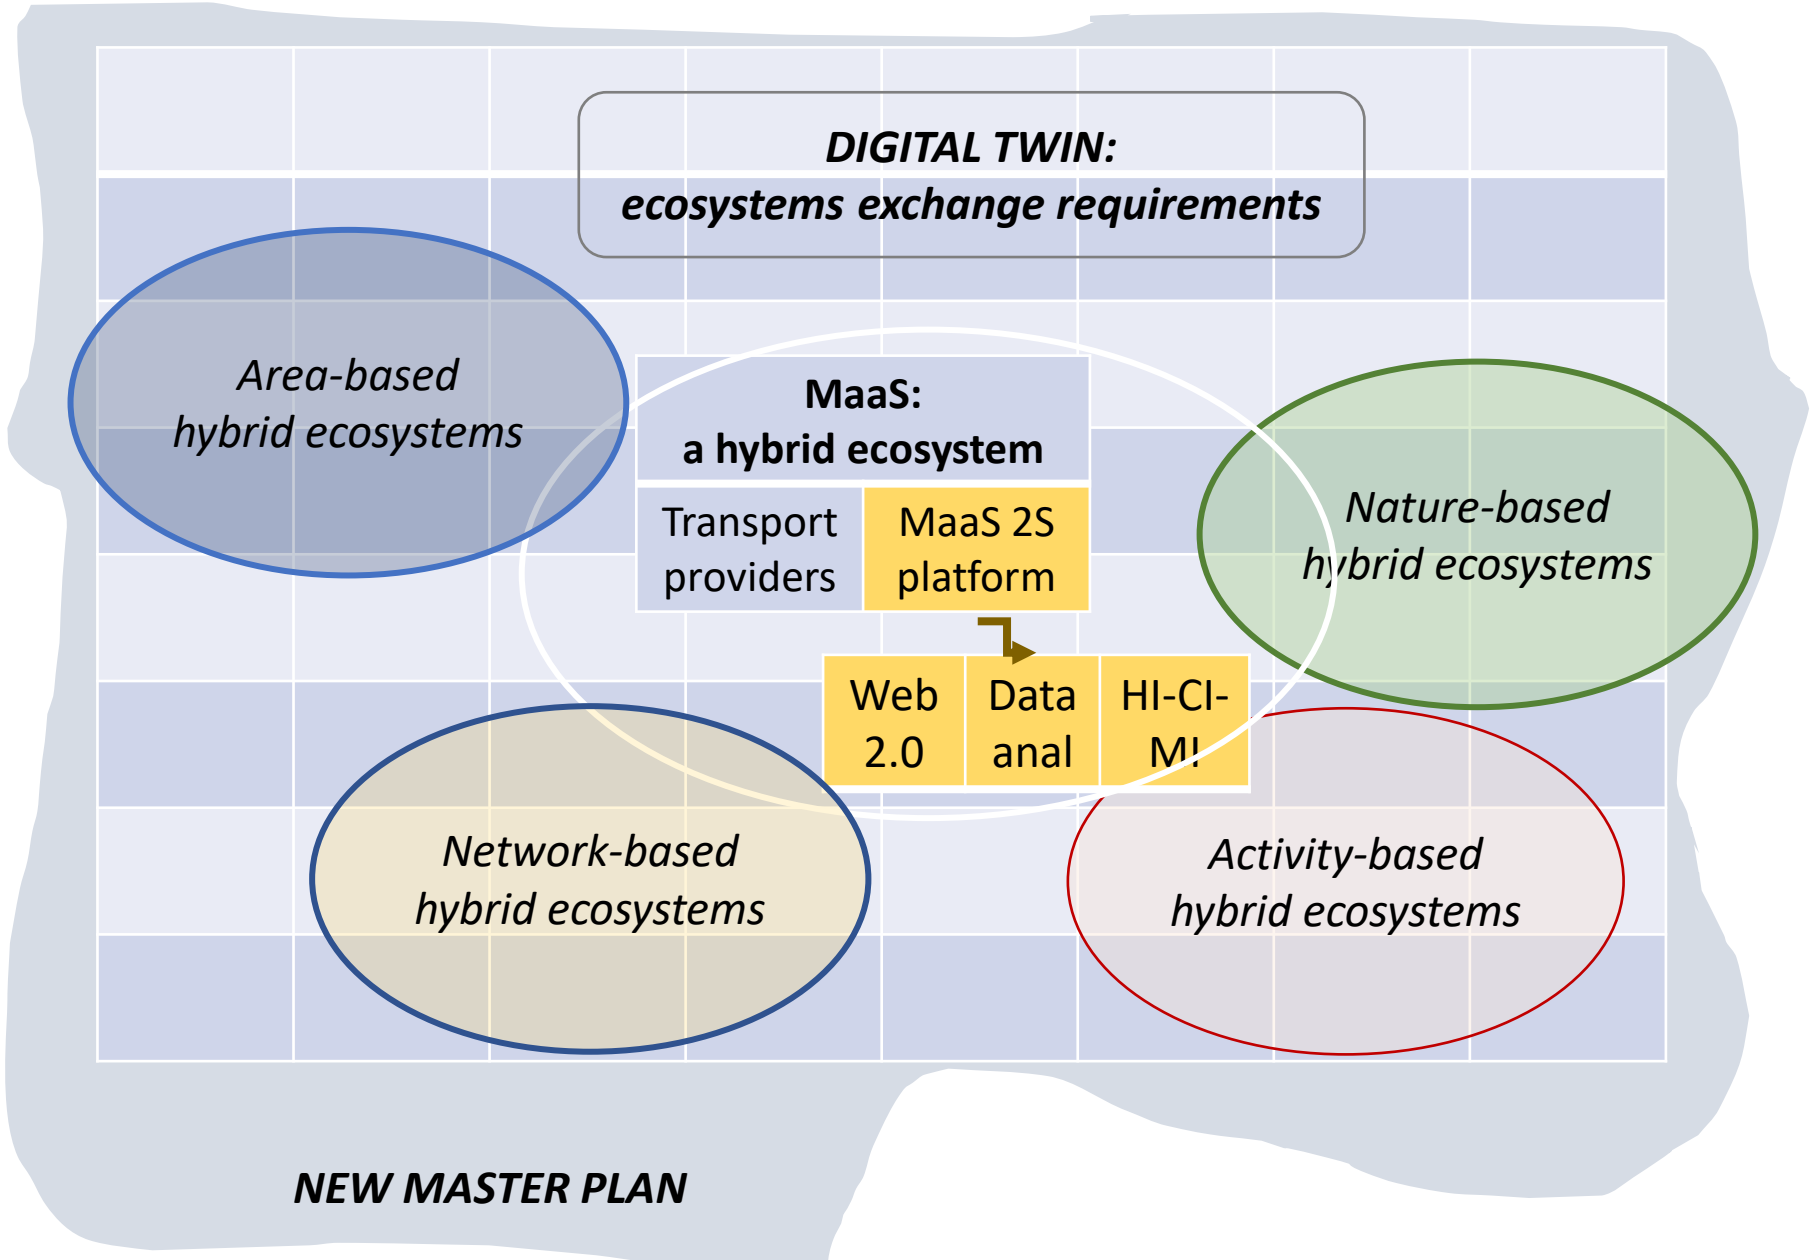 DIGITAL TWIN:
ecosystems exchange requirements
Area-based
hybrid ecosystems
MaaS:
a hybrid ecosystem
Transport
providers
MaaS 2S
platform
Nature-based
hybrid ecosystems
Web
2.0
Data
anal
HI-CI-
MI
Network-based
hybrid ecosystems
Activity-based
hybrid ecosystems
NEW MASTER PLAN